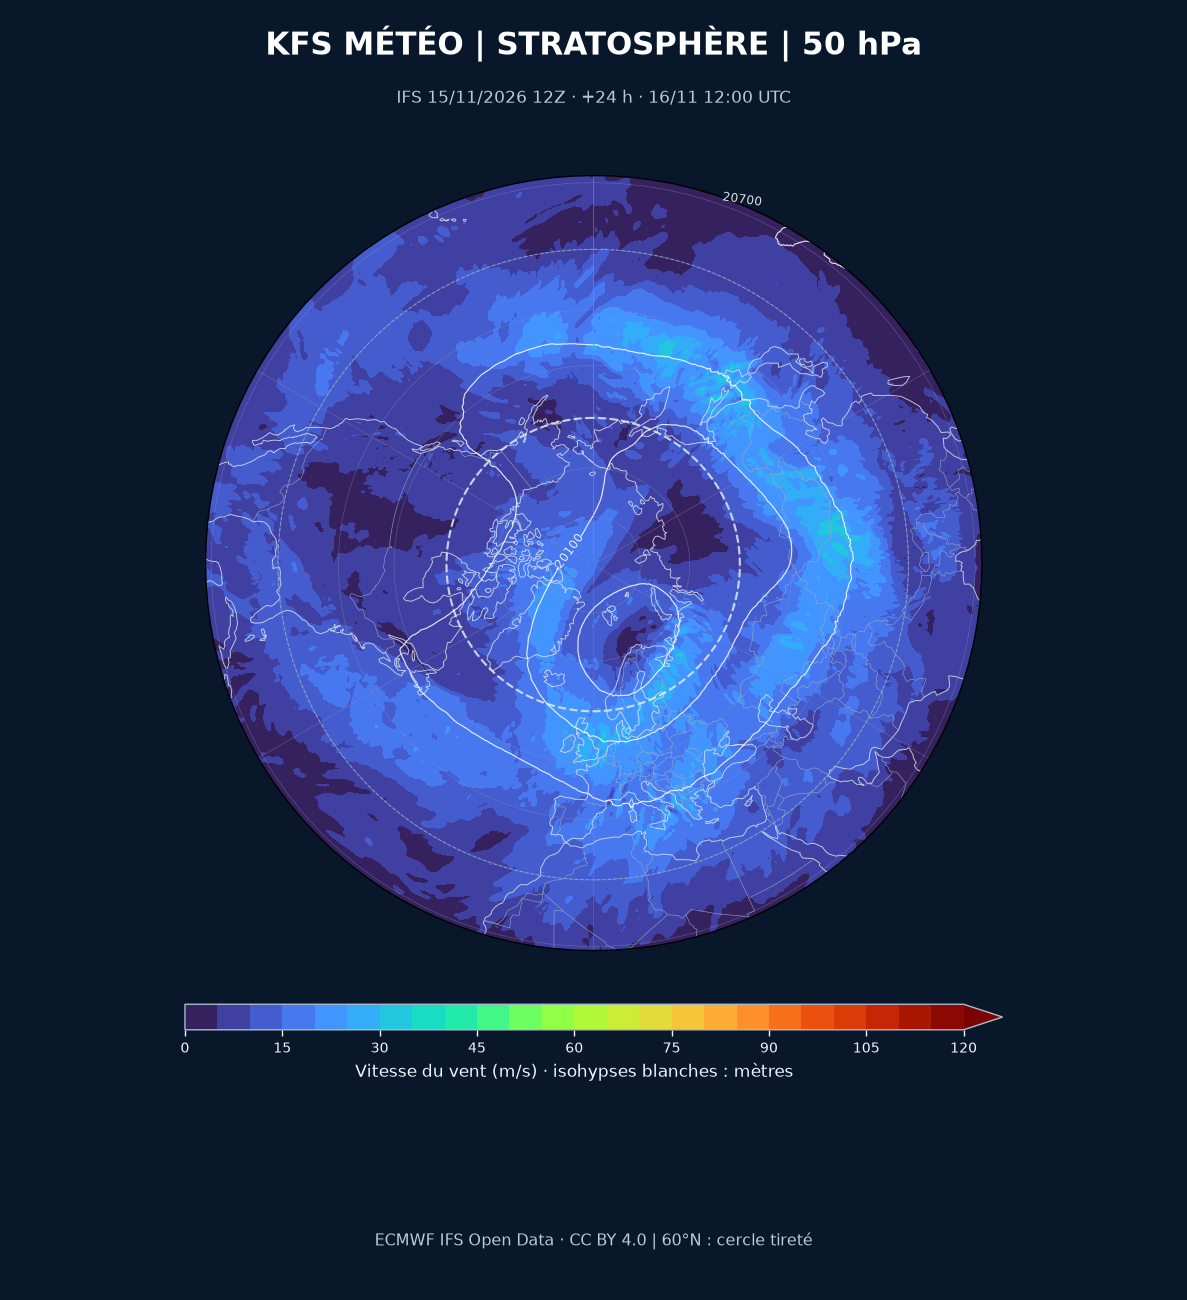 KFS MÉTÉO | STRATOSPHÈRE | 50 hPa
IFS 15/11/2026 12Z · +24 h · 16/11 12:00 UTC
20700
20100
0 15 30 45 60 75 90 105 120
Vitesse du vent (m/s) · isohypses blanches : mètres
ECMWF IFS Open Data · CC BY 4.0 | 60°N : cercle tireté